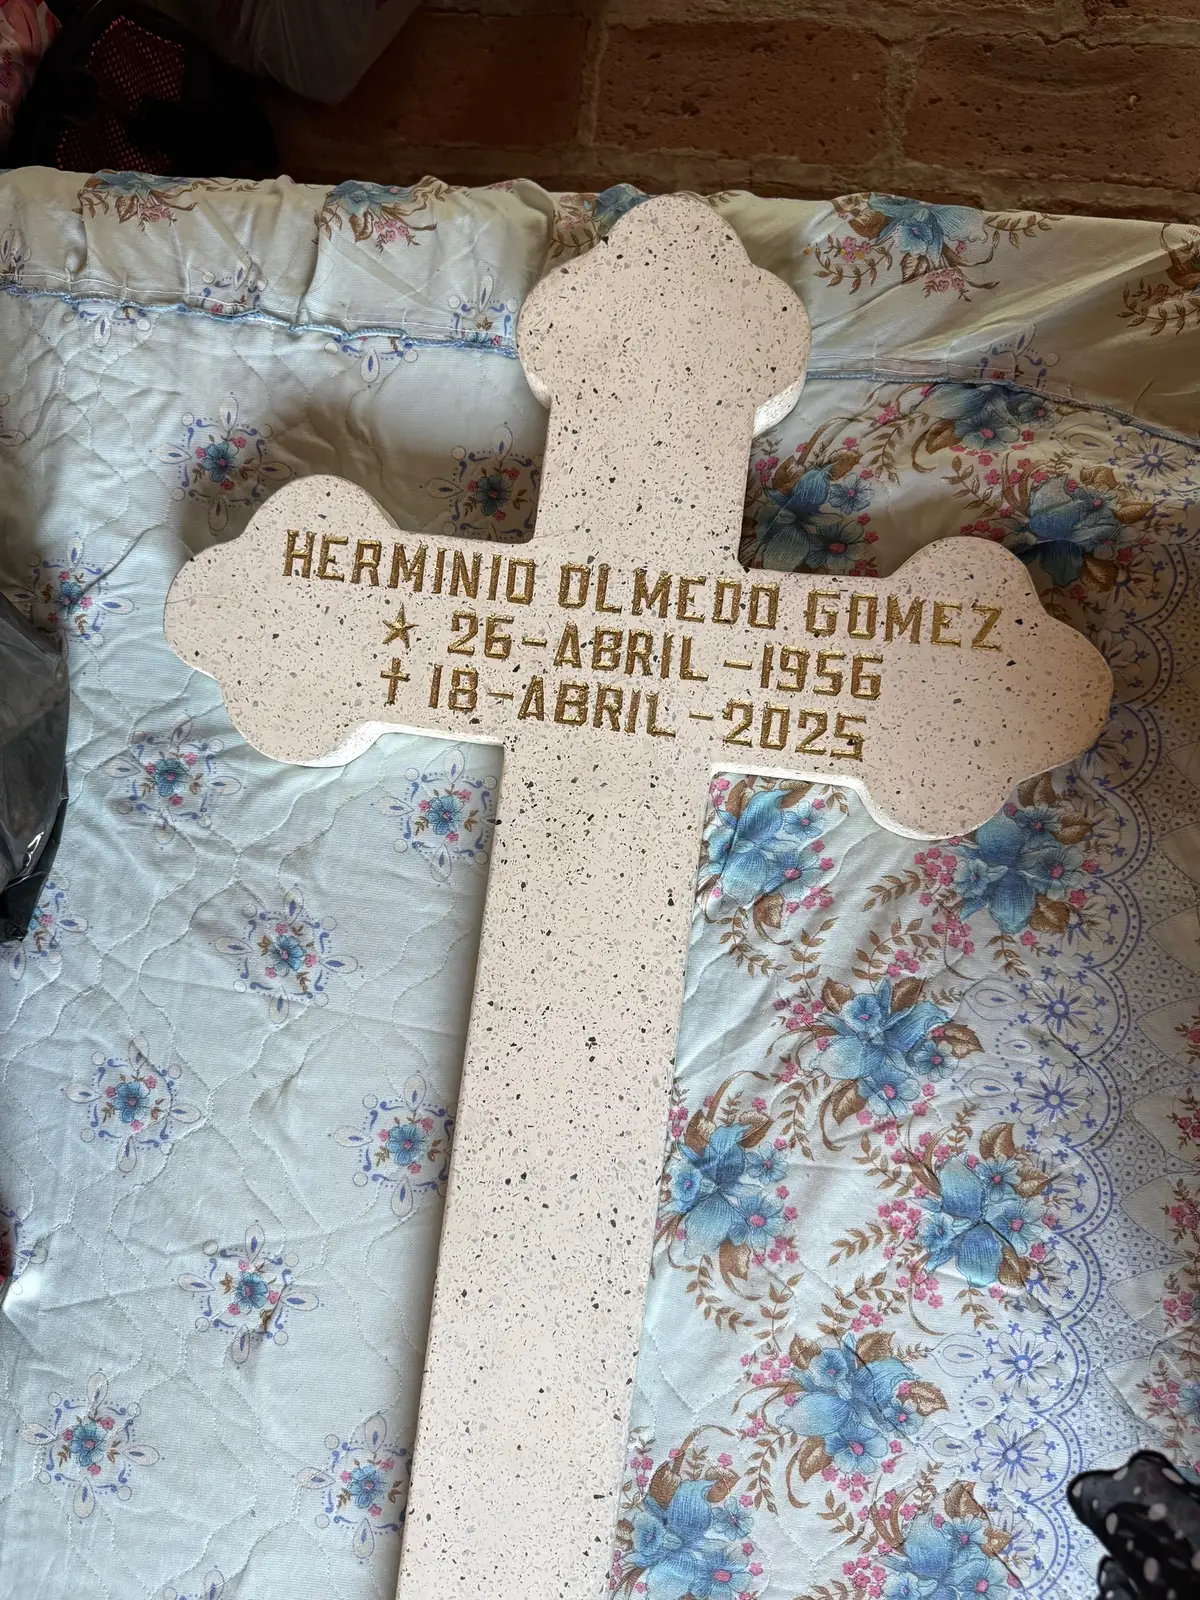 HERMINIO OLMEDO GOMEZ
★ 26-ABRIL-1956
✝ 18-ABRIL-2025